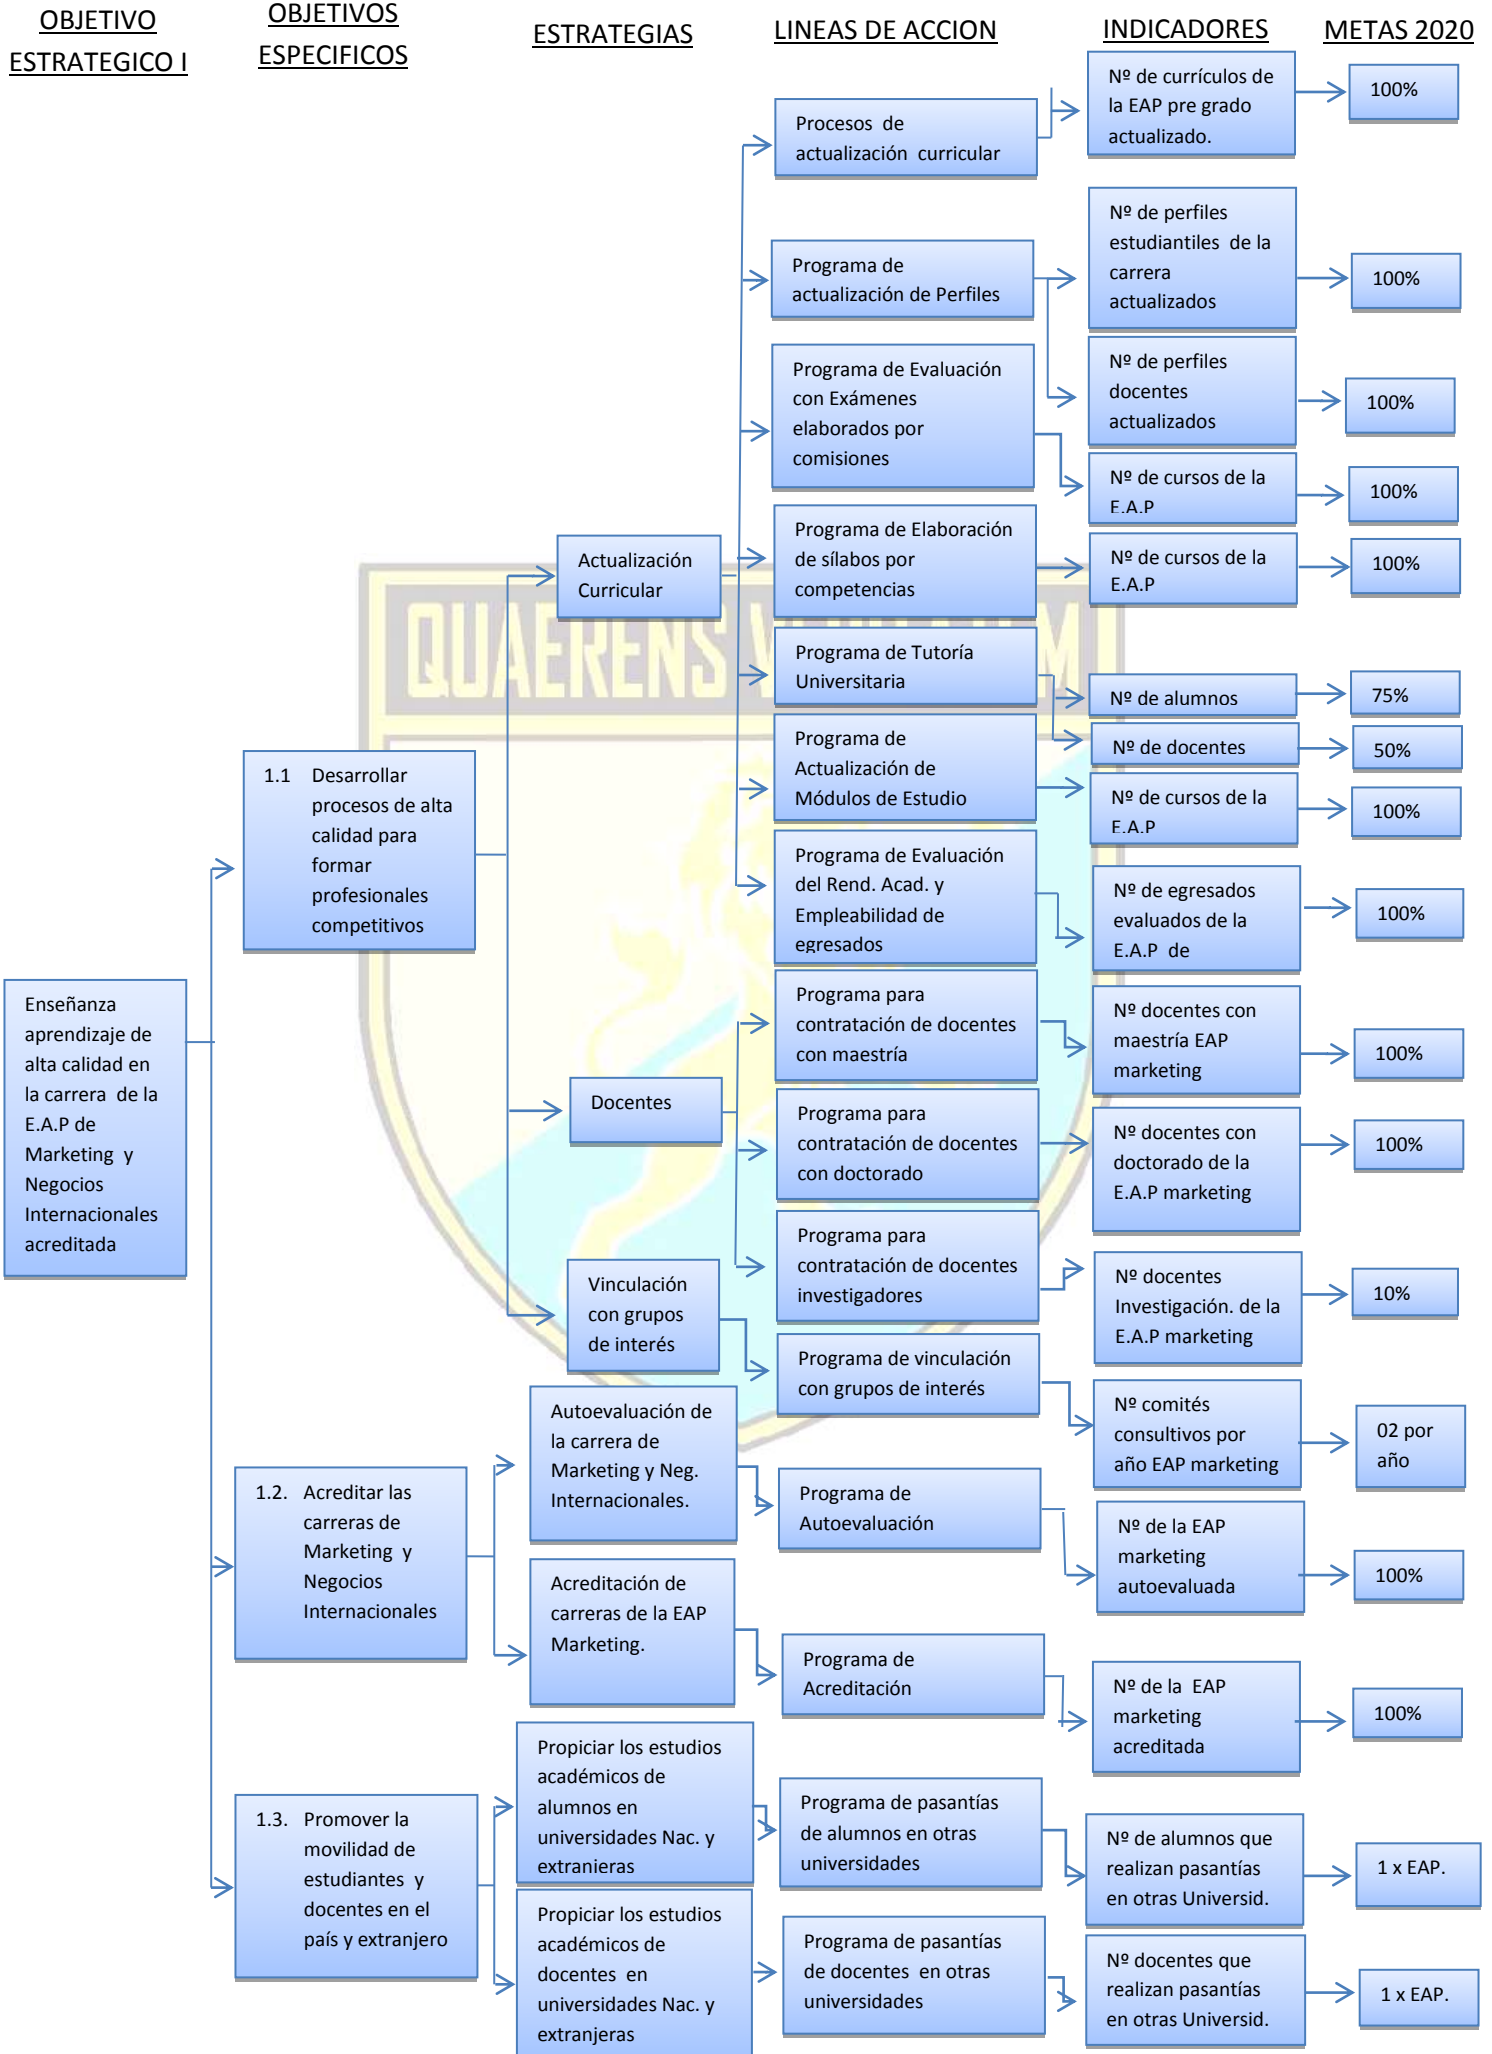 OBJETIVO
ESTRATEGICO I
OBJETIVOS
ESPECIFICOS
ESTRATEGIAS
LINEAS DE ACCION
INDICADORES
METAS 2020
Enseñanza
aprendizaje de
alta calidad en
la carrera de la
E.A.P de
Marketing y
Negocios
Internacionales
acreditada
1.1 Desarrollar
procesos de alta
calidad para
formar
profesionales
competitivos
1.2. Acreditar las
carreras de
Marketing y
Negocios
Internacionales
1.3. Promover la
movilidad de
estudiantes y
docentes en el
país y extranjero
Actualización
Curricular
Docentes
Vinculación
con grupos
de interés
Autoevaluación de
la carrera de
Marketing y Neg.
Internacionales.
Acreditación de
carreras de la EAP
Marketing.
Propiciar los estudios
académicos de
alumnos en
universidades Nac. y
extranjeras
Propiciar los estudios
académicos de
docentes en
universidades Nac. y
extranjeras
Procesos de
actualización curricular
Programa de
actualización de Perfiles
Programa de Evaluación
con Exámenes
elaborados por
comisiones
Programa de Elaboración
de sílabos por
competencias
Programa de Tutoría
Universitaria
Programa de
Actualización de
Módulos de Estudio
Programa de Evaluación
del Rend. Acad. y
Empleabilidad de
egresados
Programa para
contratación de docentes
con maestría
Programa para
contratación de docentes
con doctorado
Programa para
contratación de docentes
investigadores
Programa de vinculación
con grupos de interés
Programa de
Autoevaluación
Programa de
Acreditación
Programa de pasantías
de alumnos en otras
universidades
Programa de pasantías
de docentes en otras
universidades
Nº de currículos de
la EAP pre grado
actualizado.
Nº de perfiles
estudiantiles de la
carrera
actualizados
Nº de perfiles
docentes
actualizados
Nº de cursos de la
E.A.P
Nº de cursos de la
E.A.P
Nº de alumnos
Nº de docentes
Nº de cursos de la
E.A.P
Nº de egresados
evaluados de la
E.A.P de
Nº docentes con
maestría EAP
marketing
Nº docentes con
doctorado de la
E.A.P marketing
Nº docentes
Investigación. de la
E.A.P marketing
Nº comités
consultivos por
año EAP marketing
Nº de la EAP
marketing
autoevaluada
Nº de la EAP
marketing
acreditada
Nº de alumnos que
realizan pasantías
en otras Universid.
Nº docentes que
realizan pasantías
en otras Universid.
100%
100%
100%
100%
100%
75%
50%
100%
100%
100%
100%
10%
02 por
año
100%
100%
1 x EAP.
1 x EAP.
QUAERENS